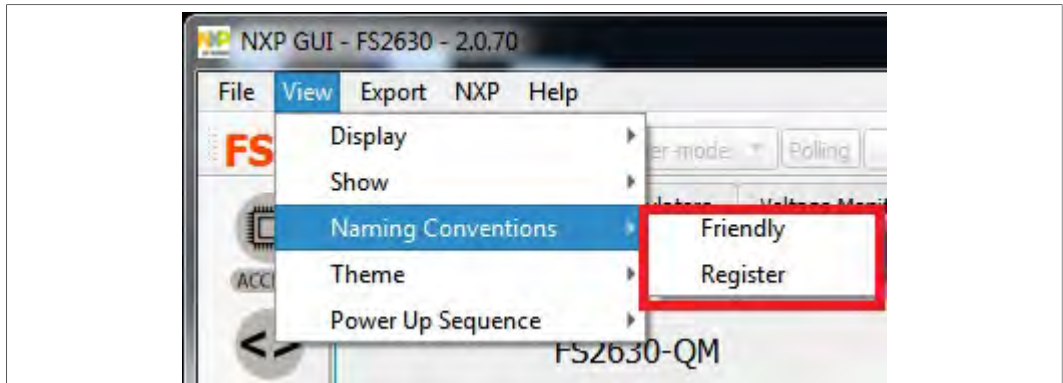 NXP GUI - FS2630 - 2.0.70
File View Export NXP Help
FS
Display
Polling
Show
Naming Conventions
Friendly
Theme
Register
Power Up Sequence
FS2630-QM